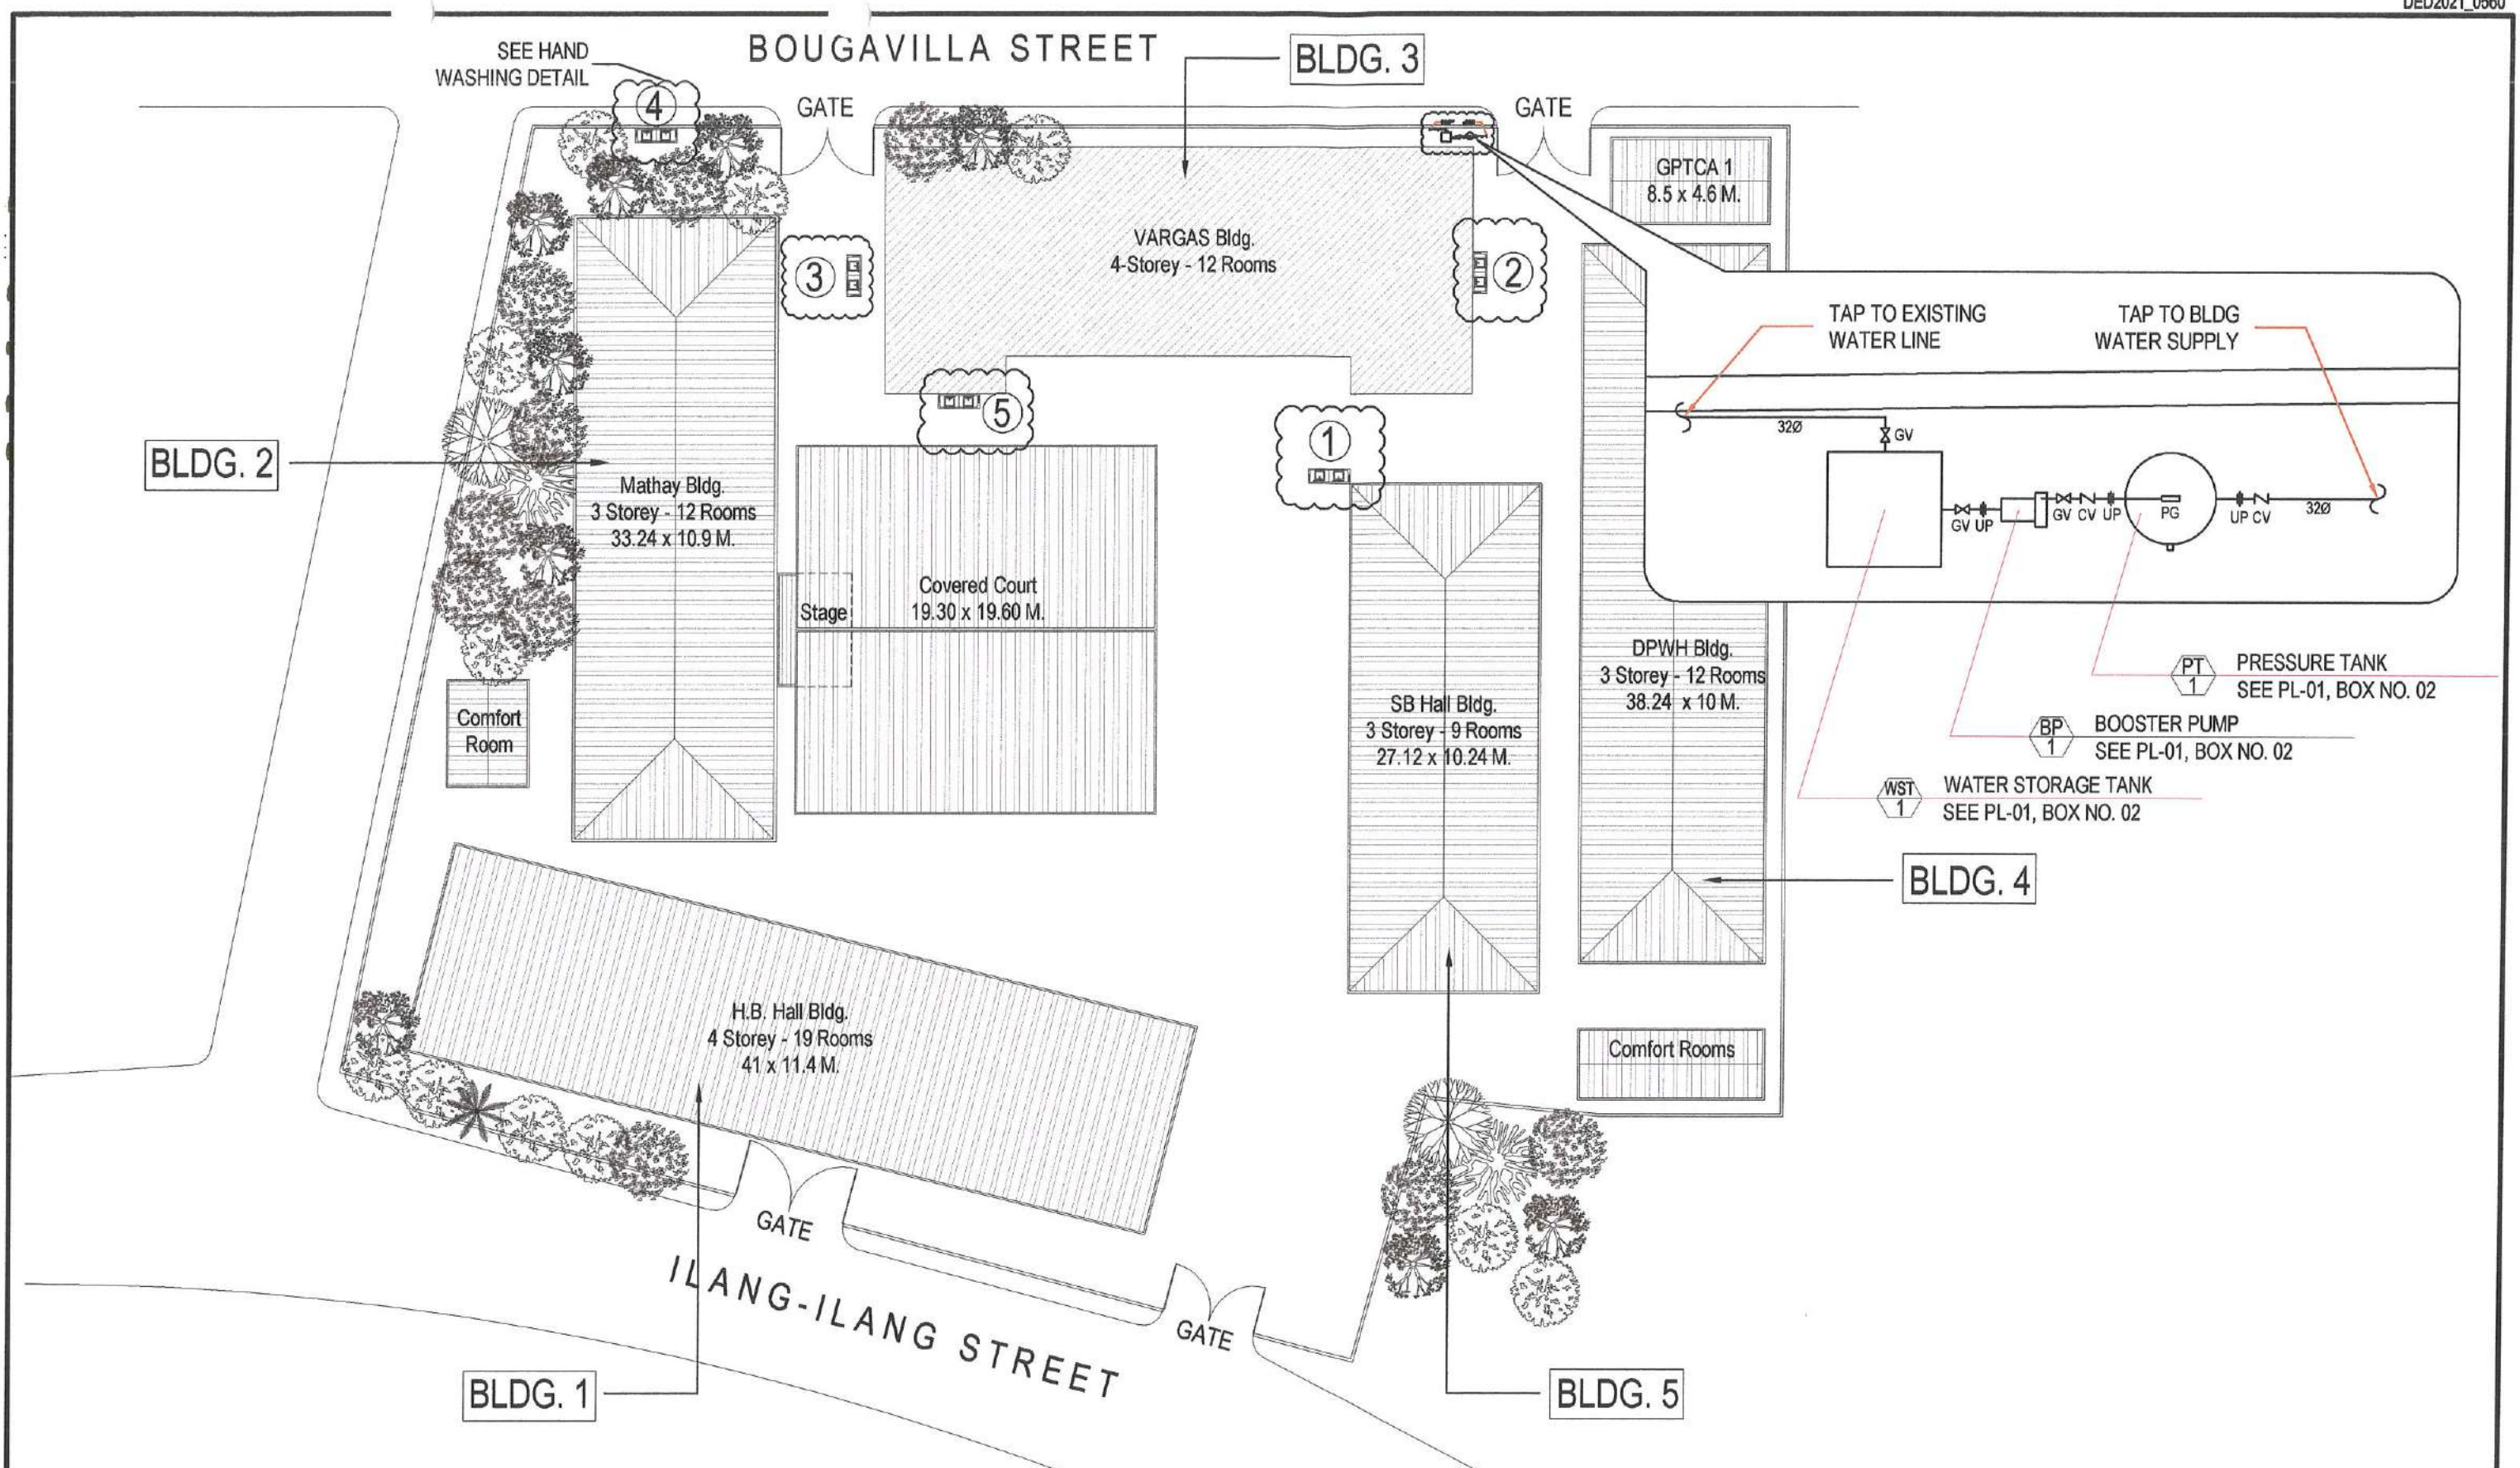 DED2021_0560
BOUGAVILLA STREET
SEE HAND
WASHING DETAIL
BLDG. 3
4
GATE
GATE
GPTCA 1
8.5 x 4.6 M.
VARGAS Bldg.
4-Storey - 12 Rooms
3
2
TAP TO EXISTING
WATER LINE
TAP TO BLDG
WATER SUPPLY
5
1
32Ø
GV
BLDG. 2
Mathay Bldg.
3 Storey - 12 Rooms
33.24 x 10.9 M.
GV UP
GV CV UP
PG
UP CV
32Ø
Stage
Covered Court
19.30 x 19.60 M.
DPWH Bldg.
3 Storey - 12 Rooms
38.24 x 10 M.
PT
1
PRESSURE TANK
SEE PL-01, BOX NO. 02
SB Hall Bldg.
3 Storey - 9 Rooms
27.12 x 10.24 M.
Comfort
Room
BP
1
BOOSTER PUMP
SEE PL-01, BOX NO. 02
WST
1
WATER STORAGE TANK
SEE PL-01, BOX NO. 02
BLDG. 4
H.B. Hall Bldg.
4 Storey - 19 Rooms
41 x 11.4 M.
Comfort Rooms
GATE
GATE
ILANG-ILANG STREET
BLDG. 1
BLDG. 5